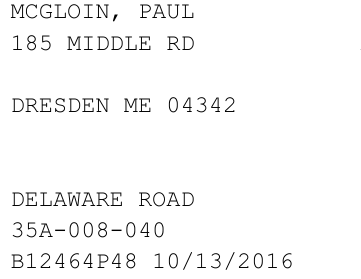 MCGLOIN, PAUL
185 MIDDLE RD
DRESDEN ME 04342
DELAWARE ROAD
35A-008-040
B12464P48 10/13/2016